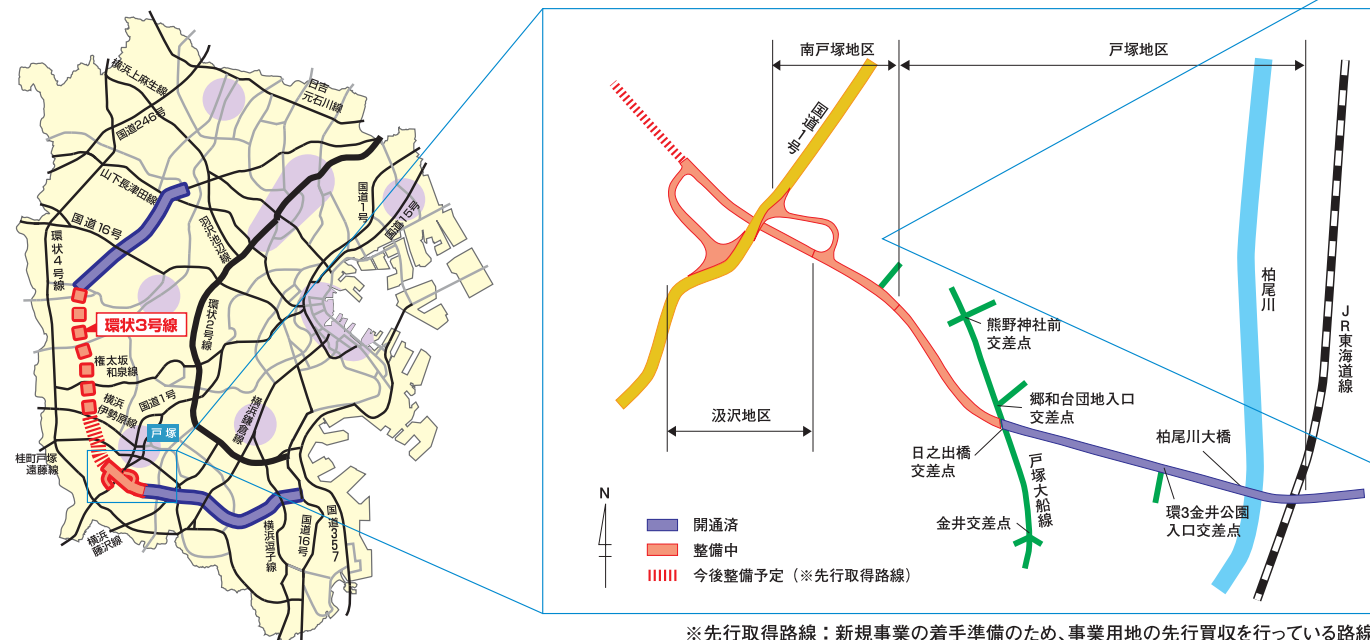 横浜上麻生線
日吉
元石川線
国道246号
山下長津田線
国道16号
環状4号線
羽沢池辺線
国道1号
国道15号
環状3号線
環状2号線
権太坂
和泉線
横浜
伊勢原線
国道1号
戸塚
横浜鎌倉線
桂町戸塚
遠藤線
横浜
藤沢線
横浜逗子線
国道16号
国道357
南戸塚地区
戸塚地区
国道1号
柏尾川
JR東海道線
熊野神社前
交差点
郷和台団地入口
交差点
汲沢地区
日之出橋
交差点
柏尾川大橋
戸塚大船線
金井交差点
環3金井公園
入口交差点
N
開通済
整備中
今後整備予定（※先行取得路線）
※先行取得路線：新規事業の着手準備のため、事業用地の先行買収を行っている路線